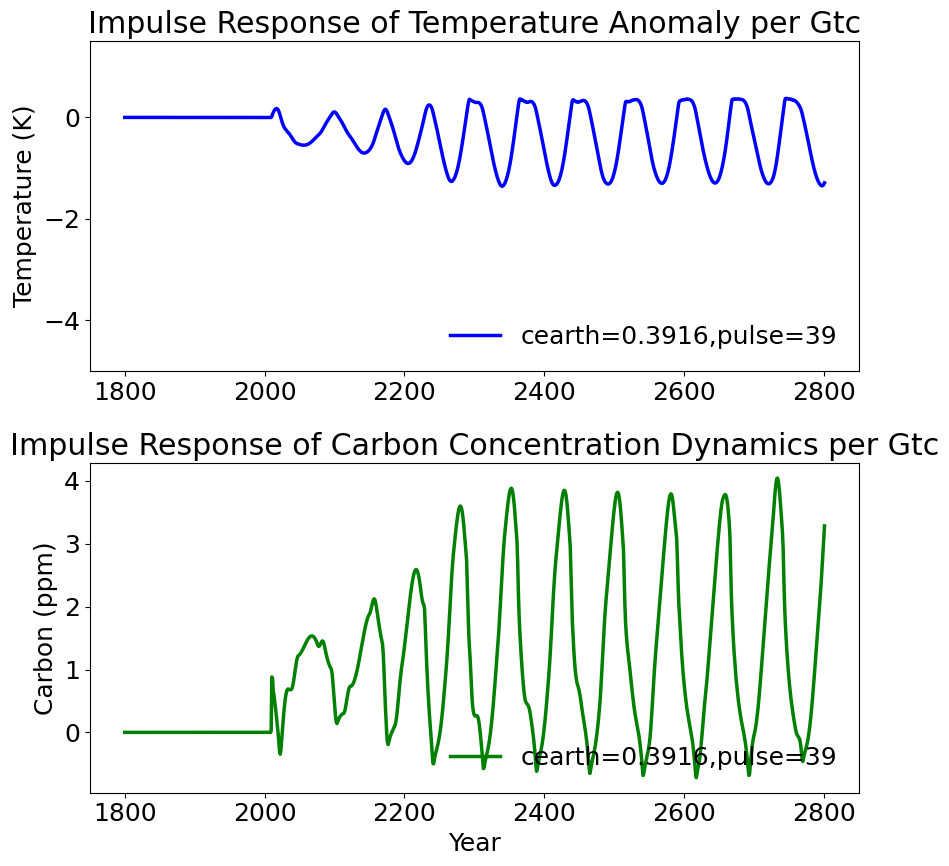 Impulse Response of Temperature Anomaly per Gtc
Temperature (K)
0
−2
−4
cearth=0.3916,pulse=39
1800 2000 2200 2400 2600 2800
Impulse Response of Carbon Concentration Dynamics per Gtc
Carbon (ppm)
4
3
2
1
0
cearth=0.3916,pulse=39
1800 2000 2200 2400 2600 2800
Year